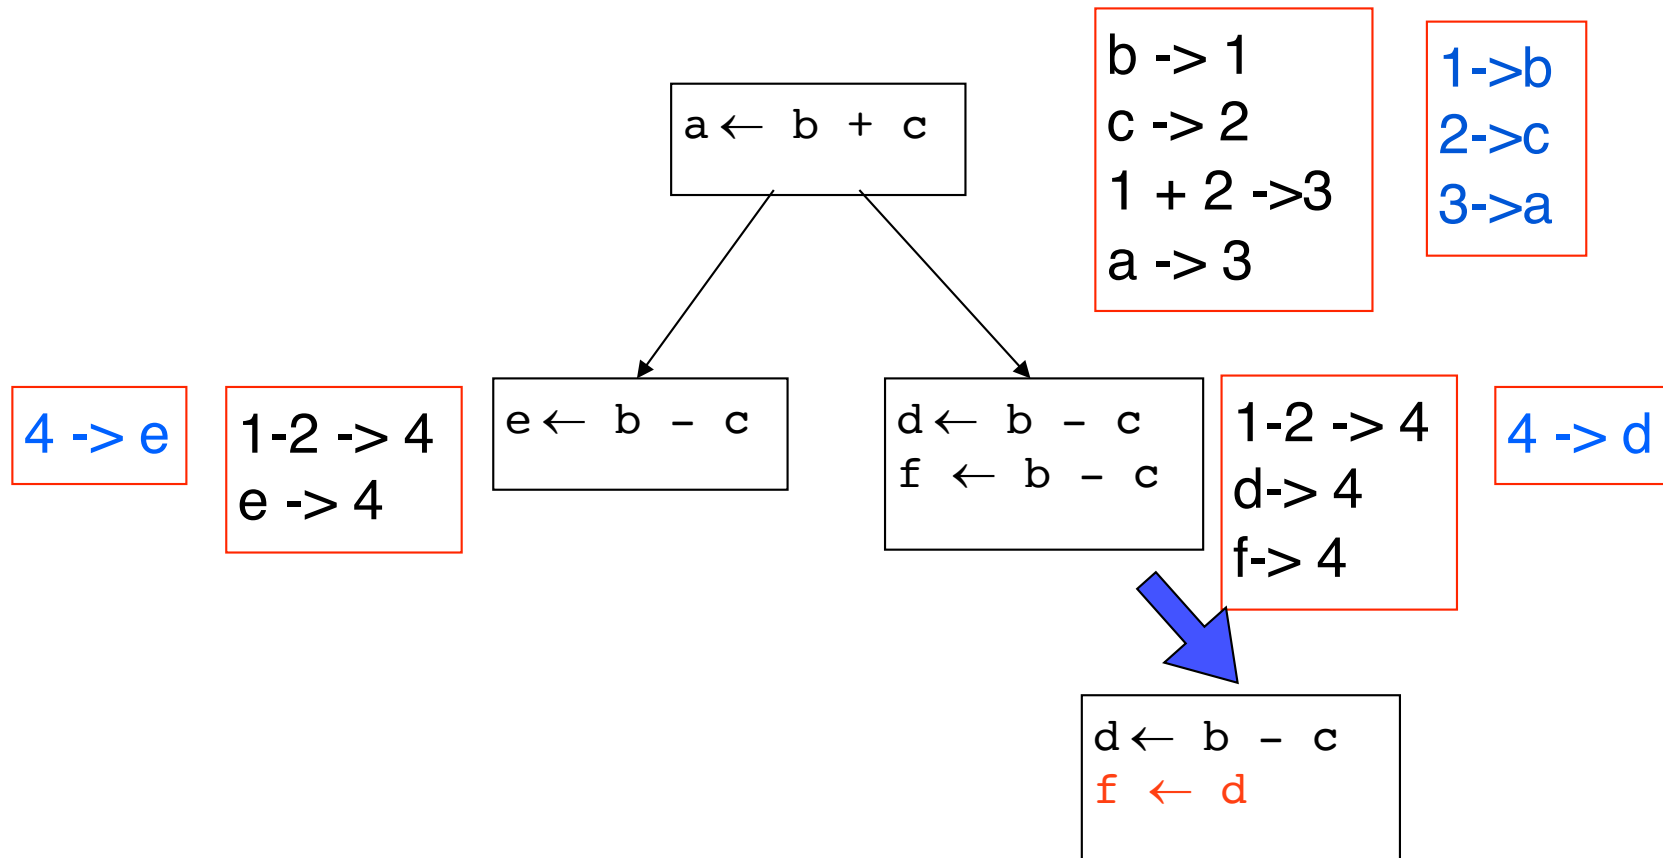 a ← b + c
b -> 1
c -> 2
1 + 2 ->3
a -> 3
1->b
2->c
3->a
4 -> e
1-2 -> 4
e -> 4
e ← b - c
d ← b - c
f ← b - c
1-2 -> 4
d-> 4
f-> 4
4 -> d
d ← b - c
f ← d